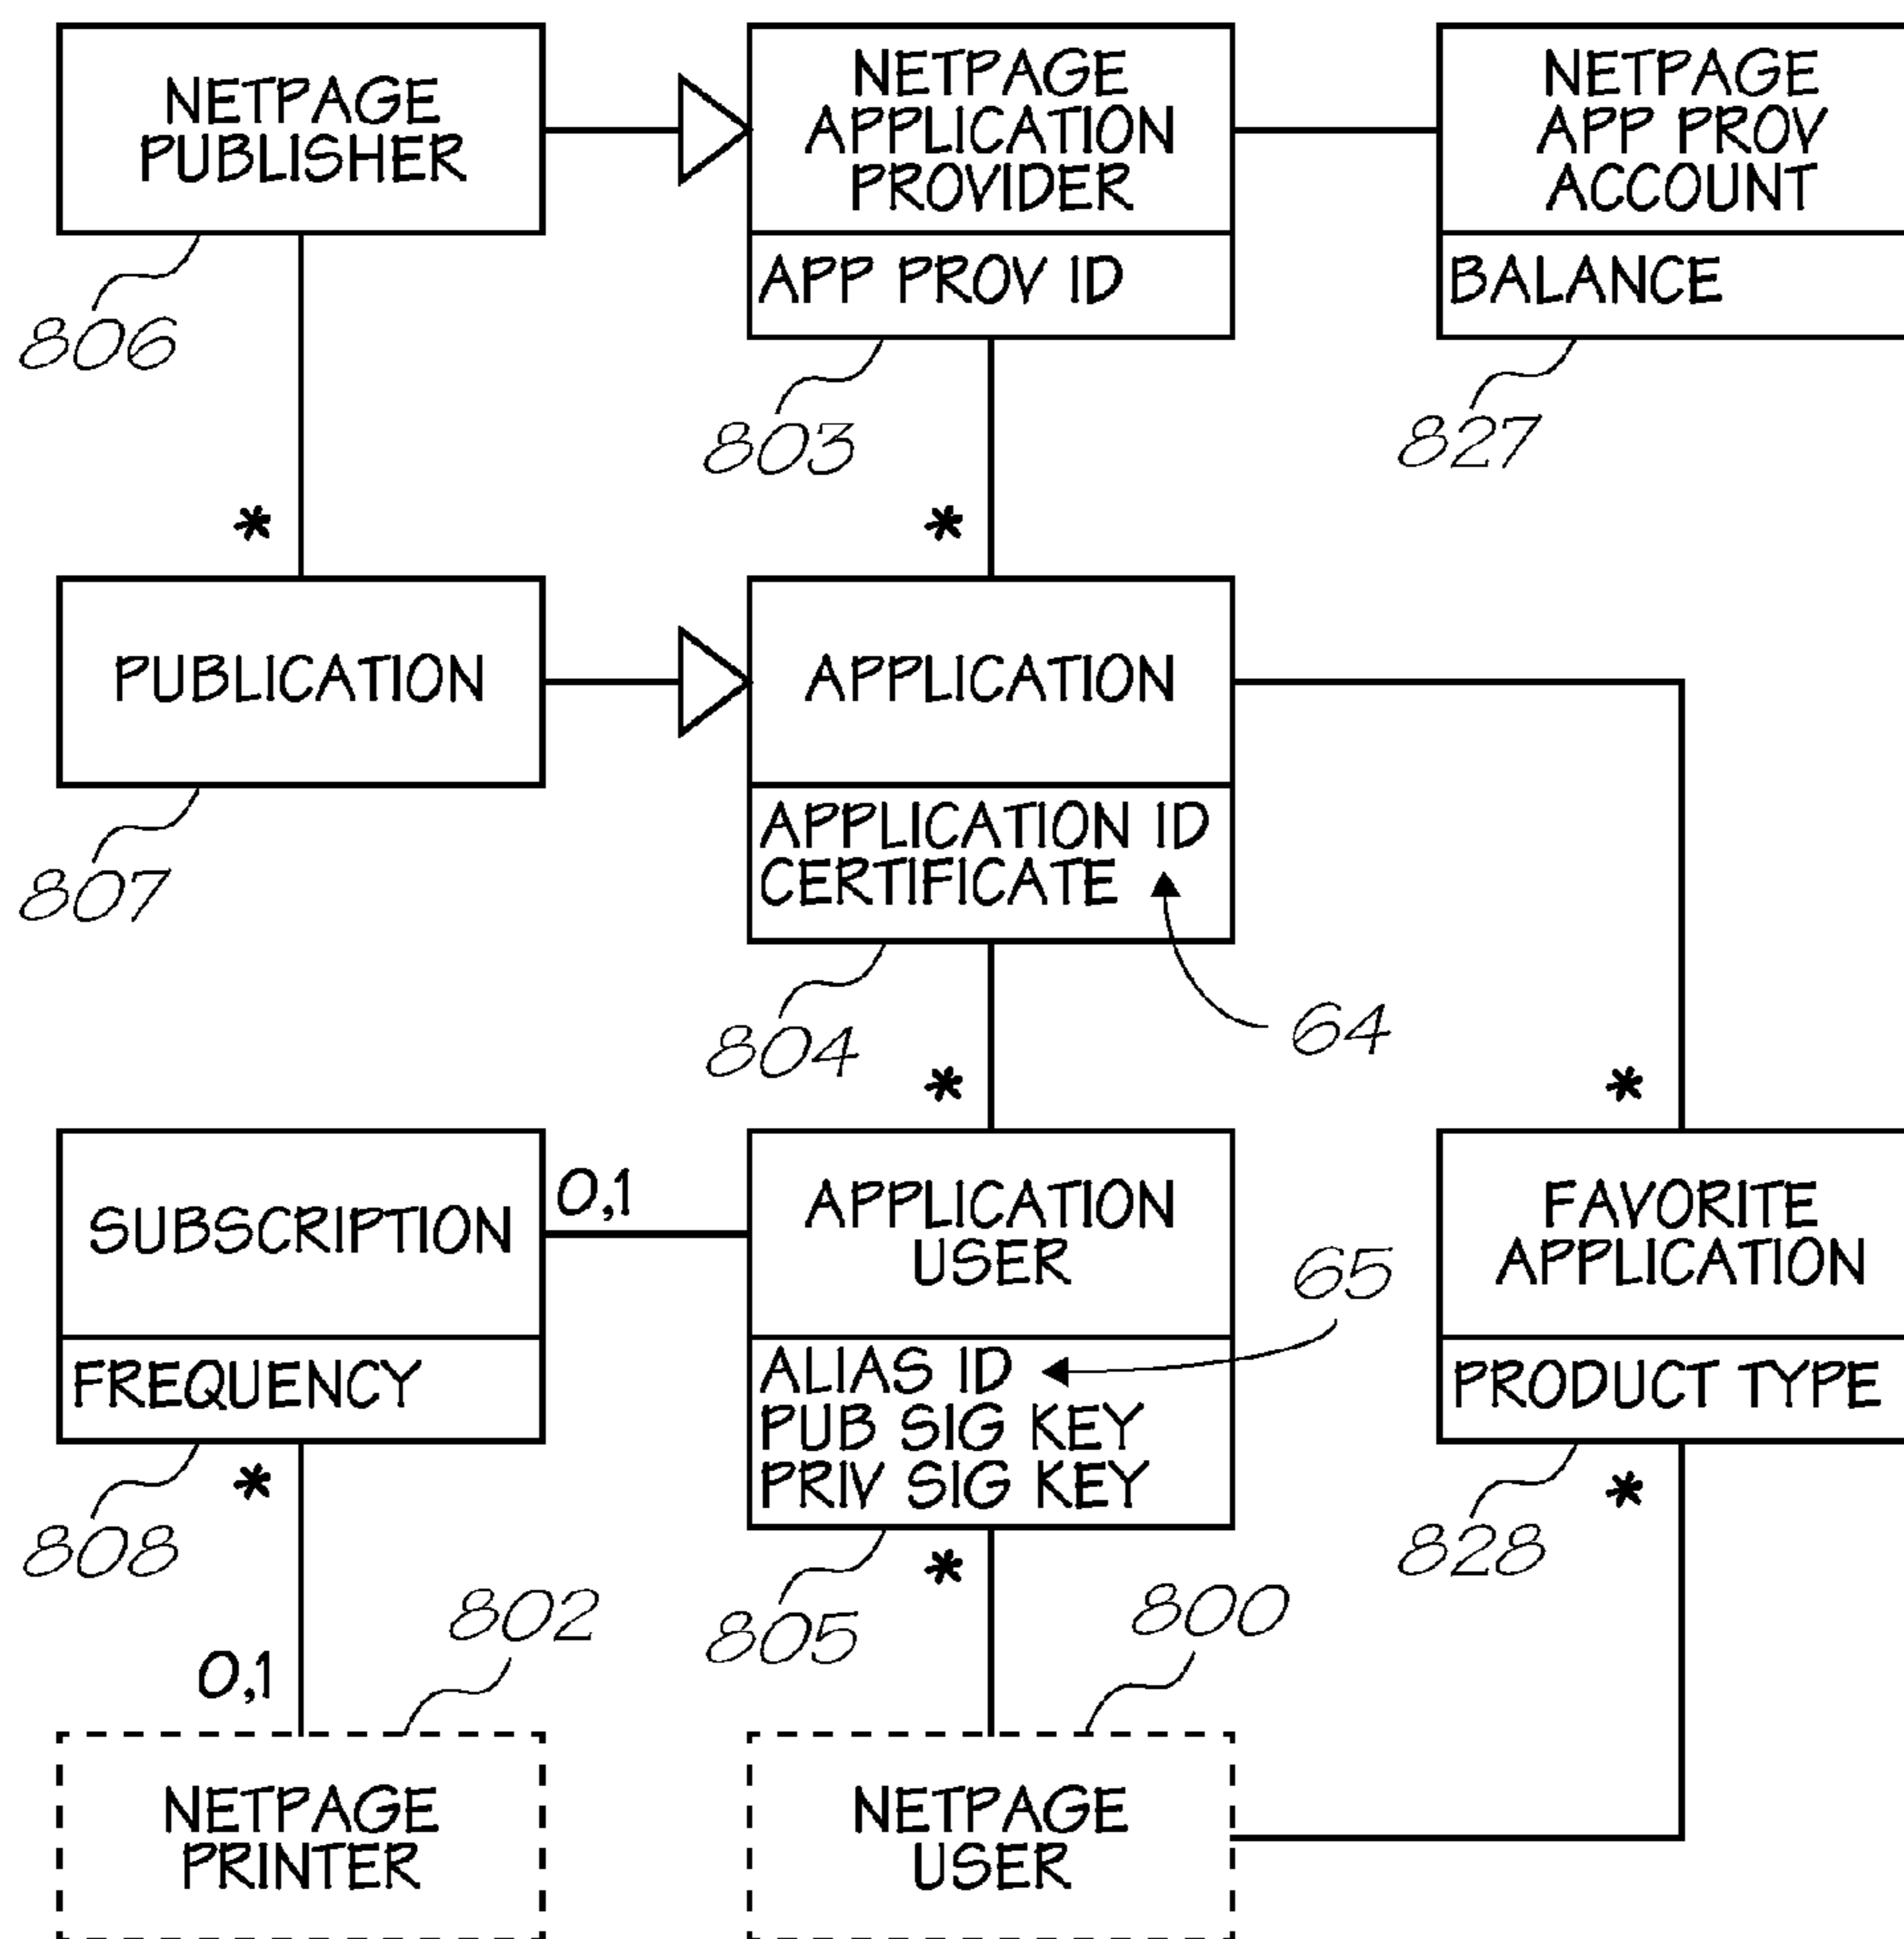 NETPAGE
PUBLISHER
NETPAGE
APPLICATION
PROVIDER
NETPAGE
APP PROV
ACCOUNT
APP PROV ID
BALANCE
806
803
827
*
*
PUBLICATION
APPLICATION
APPLICATION ID
CERTIFICATE
807
804
64
*
*
SUBSCRIPTION
0,1
APPLICATION
USER
65
FAVORITE
APPLICATION
FREQUENCY
ALIAS ID
PUB SIG KEY
PRIV SIG KEY
PRODUCT TYPE
808
*
802
0,1
805
*
800
828
*
NETPAGE
PRINTER
NETPAGE
USER